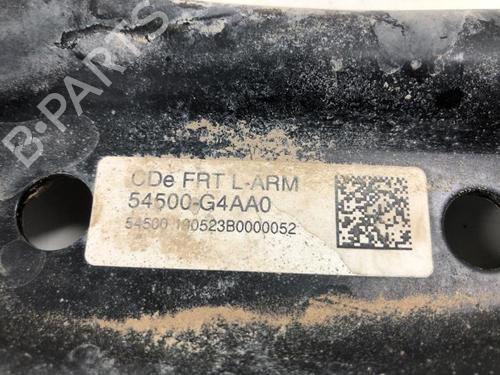 B-PARTS
CDe FRT L-ARM
54500-G4AA0
54500 190523B0000052